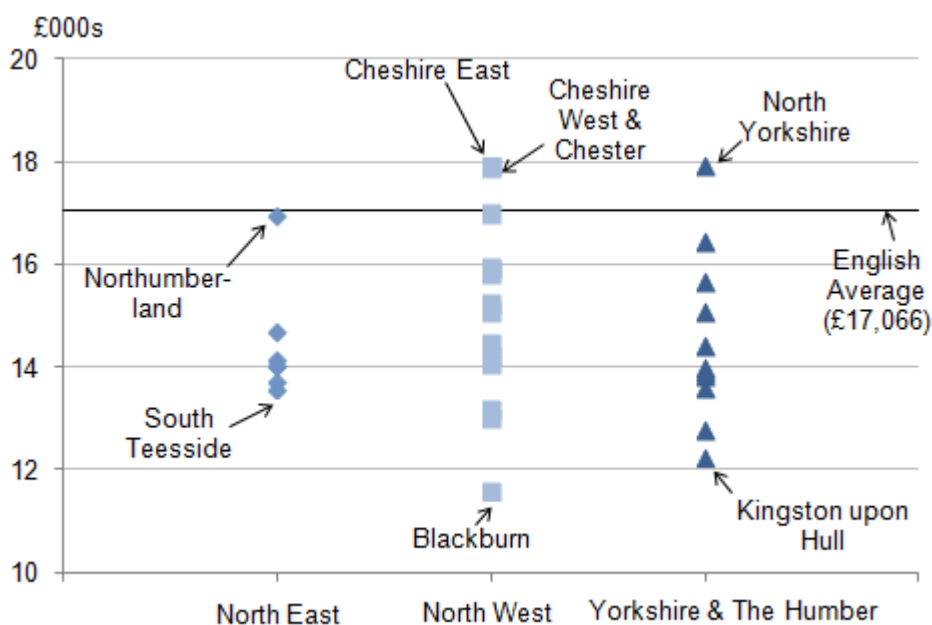 £000s
20
18
16
14
12
10
Cheshire East
Cheshire
West &
Chester
North
Yorkshire
Northumber-
land
English
Average
(£17,066)
South
Teesside
Blackburn
Kingston upon
Hull
North East
North West
Yorkshire & The Humber